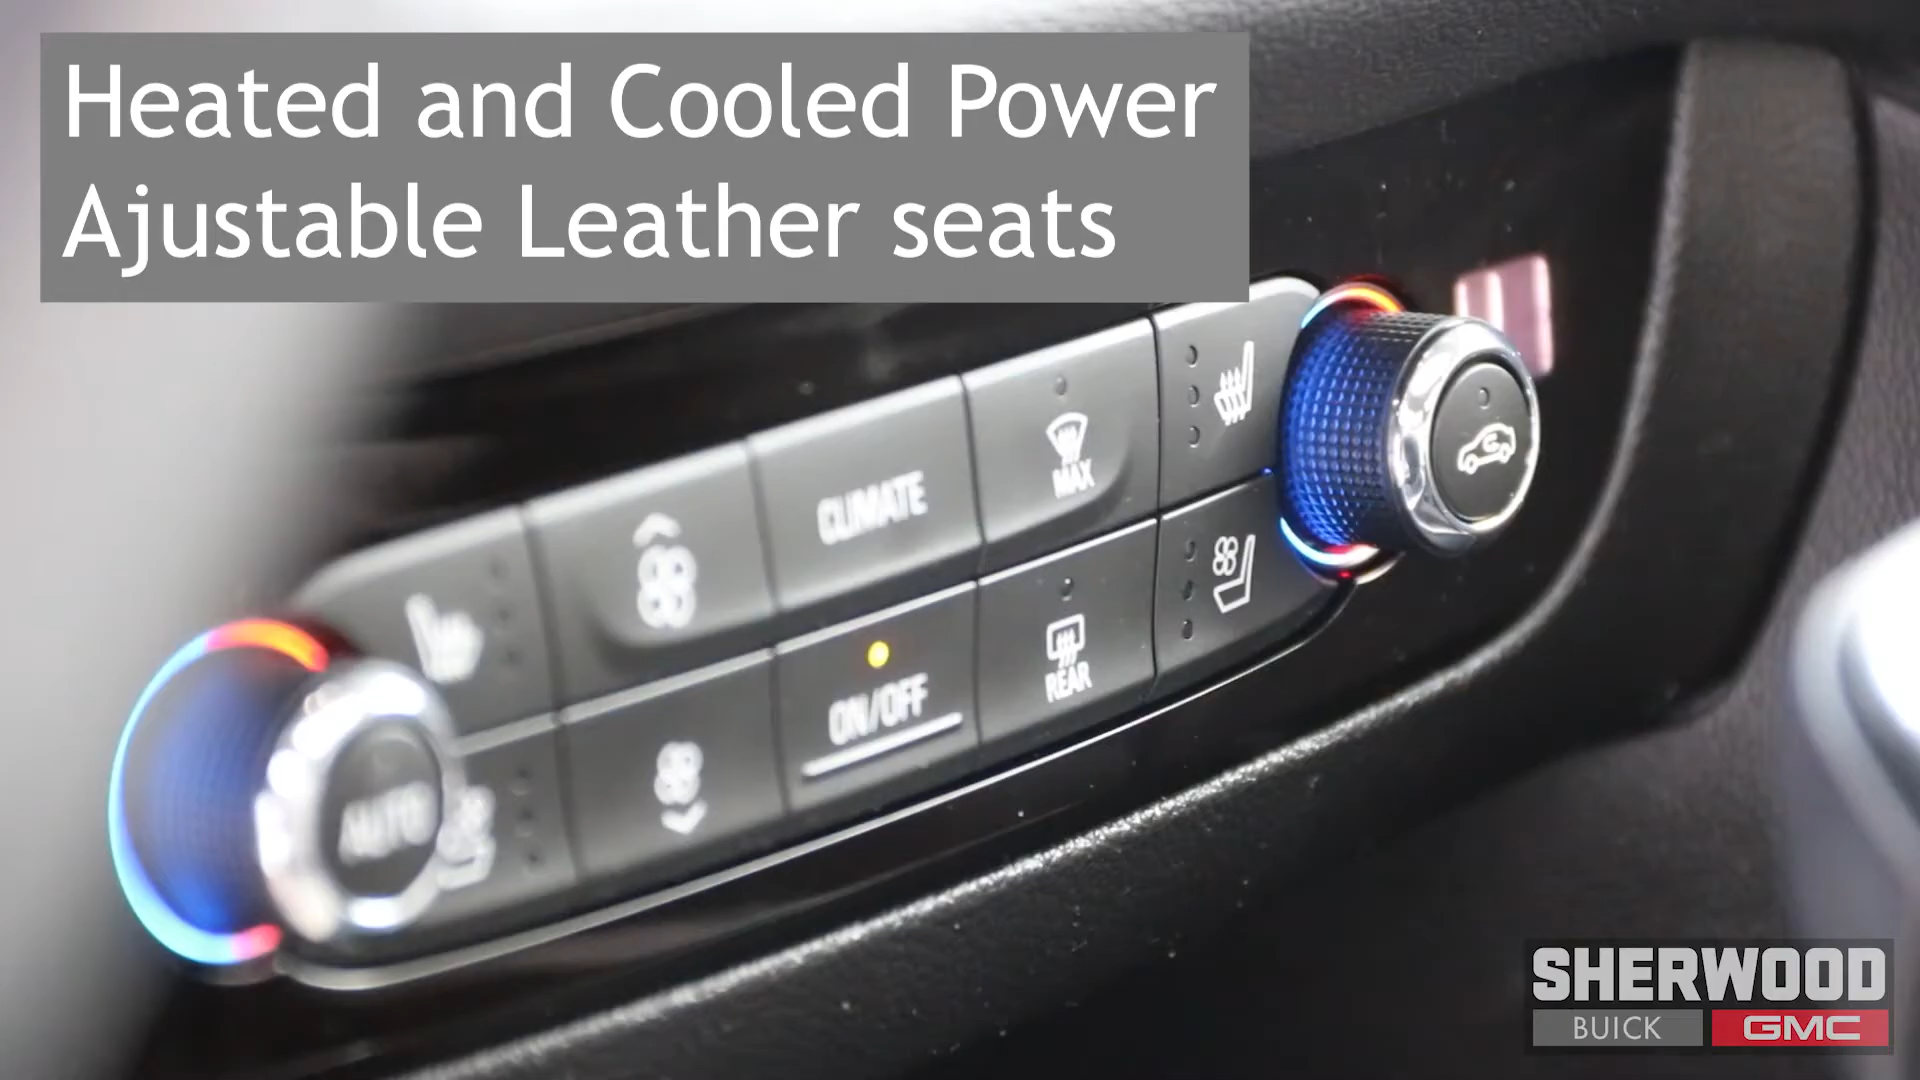 Heated and Cooled Power
Ajustable Leather seats
CLIMATE
MAX
ON/OFF
REAR
AUTO
SHERWOOD
BUICK GMC